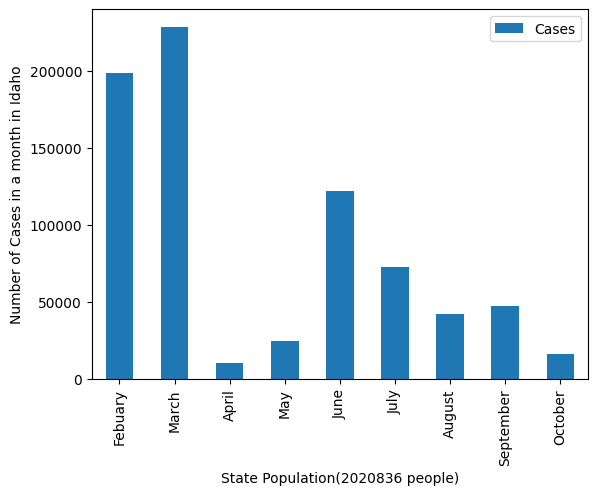 Cases
Number of Cases in a month in Idaho
200000
150000
100000
50000
0
Febuary
March
April
May
June
July
August
September
October
State Population(2020836 people)